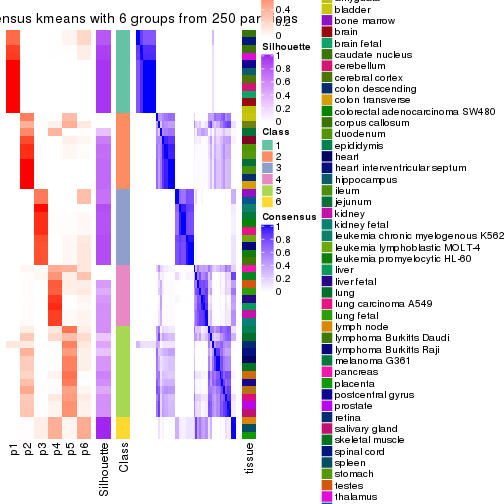 ensus kmeans with 6 groups from 250 partitions
0.4
0.2
0
Silhouette
1
0.8
0.6
0.4
0.2
0
Class
1
2
3
4
5
6
Consensus
1
0.8
0.6
0.4
0.2
0
bladder
bone marrow
brain
brain fetal
caudate nucleus
cerebellum
cerebral cortex
colon descending
colon transverse
colorectal adenocarcinoma SW480
corpus callosum
duodenum
epididymis
heart
heart interventricular septum
hippocampus
ileum
jejunum
kidney
kidney fetal
leukemia chronic myelogenous K562
leukemia lymphoblastic MOLT-4
leukemia promyelocytic HL-60
liver
liver fetal
lung
lung carcinoma A549
lung fetal
lymph node
lymphoma Burkitts Daudi
lymphoma Burkitts Raji
melanoma G361
pancreas
placenta
postcentral gyrus
prostate
retina
salivary gland
skeletal muscle
spinal cord
spleen
stomach
testes
thalamus
p1
p2
p3
p4
p5
p6
Silhouette
Class
tissue